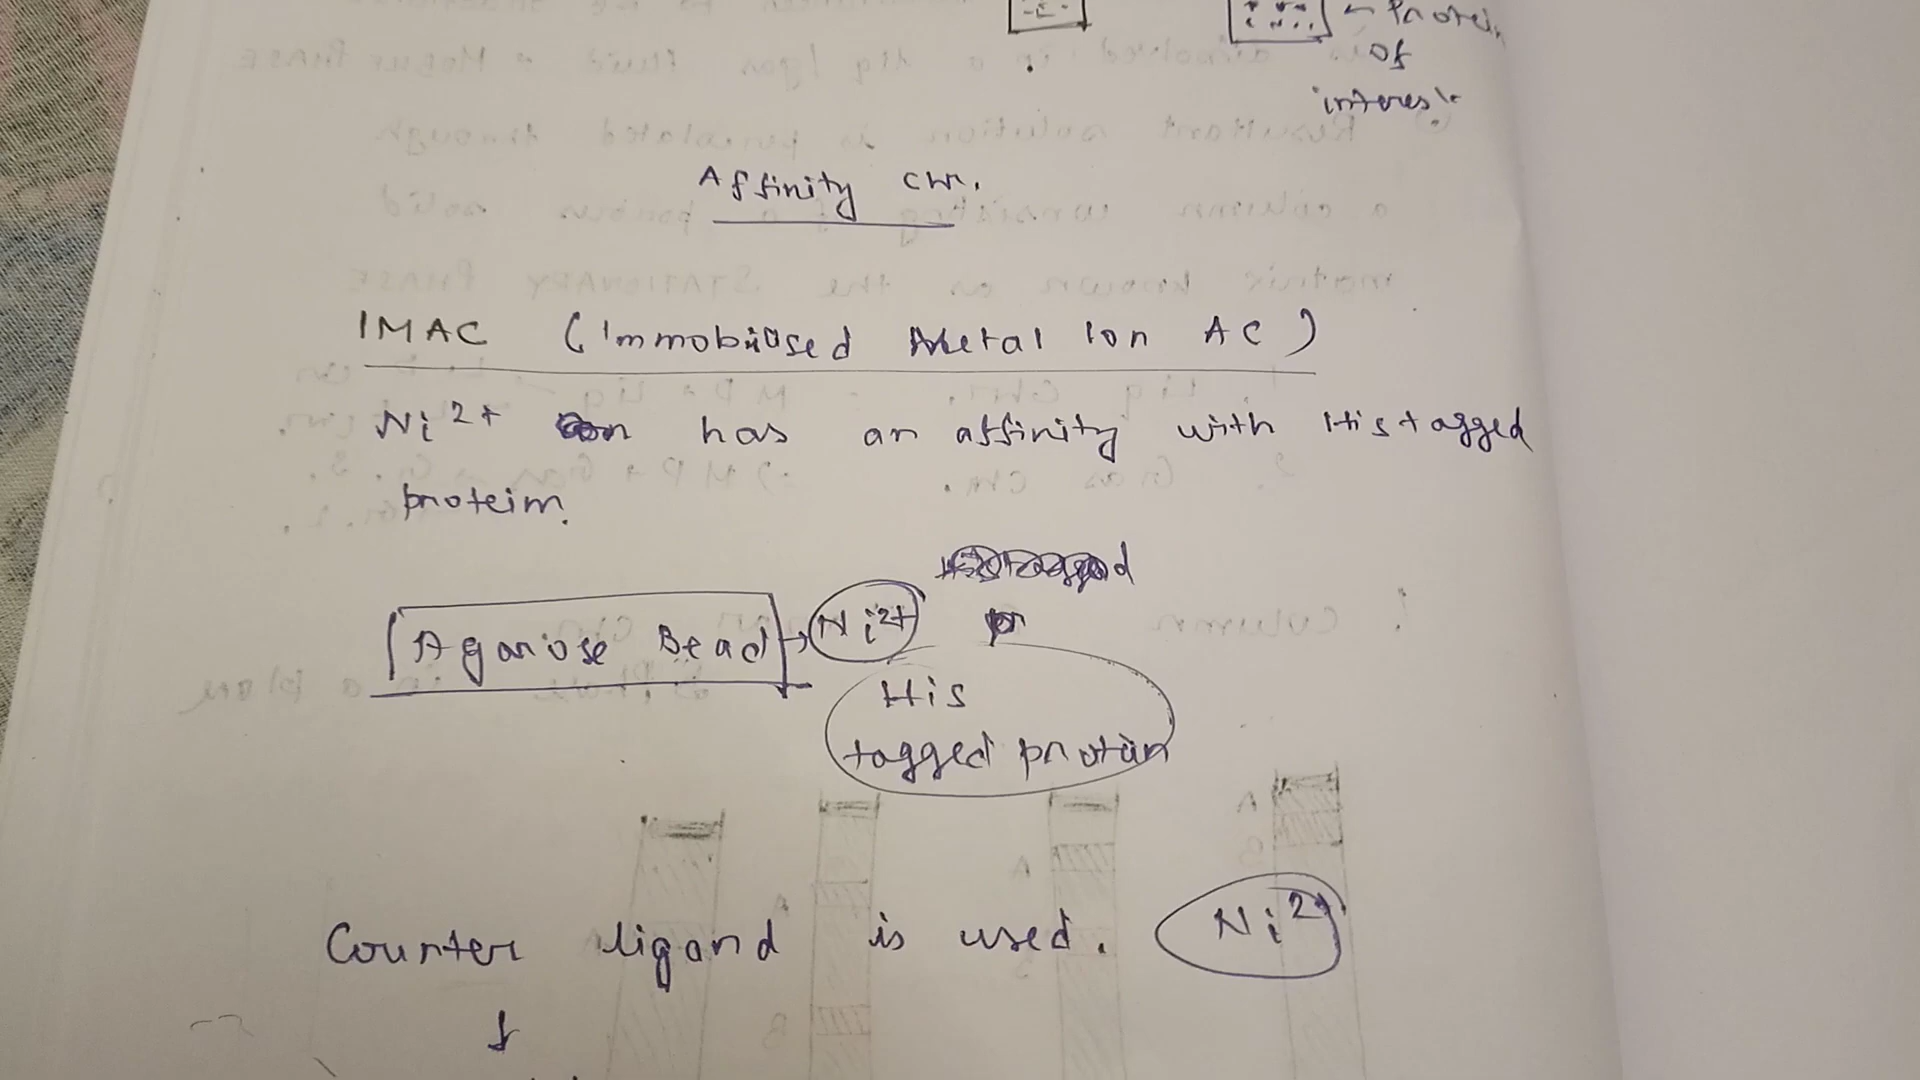 ← Protein
of
interest.
Affinity chr.
IMAC (Immobilised Metal Ion AC)
Ni2+ has an affinity with His tagged
protein.
Agarose Bead → Ni2+
His
tagged protein
Counter ligand is used. Ni2+